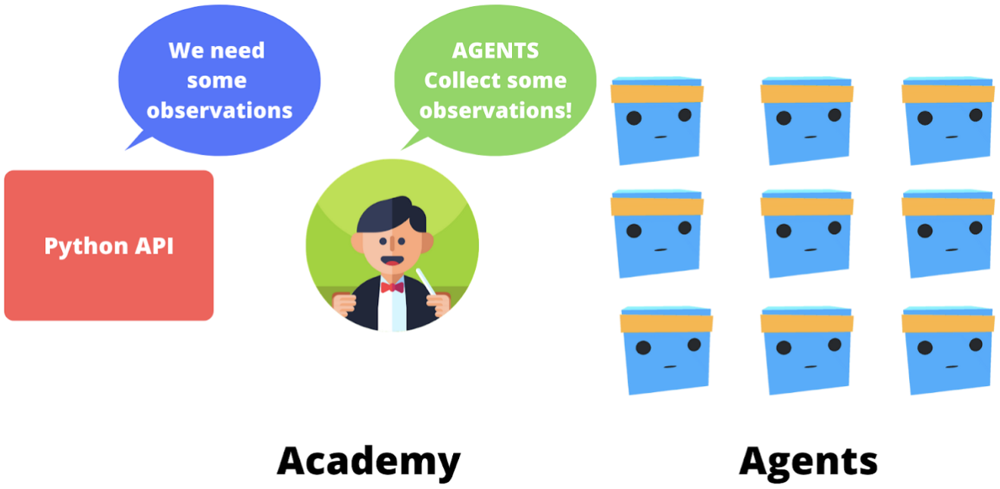 We need
some
observations
AGENTS
Collect some
observations!
Python API
Academy
Agents